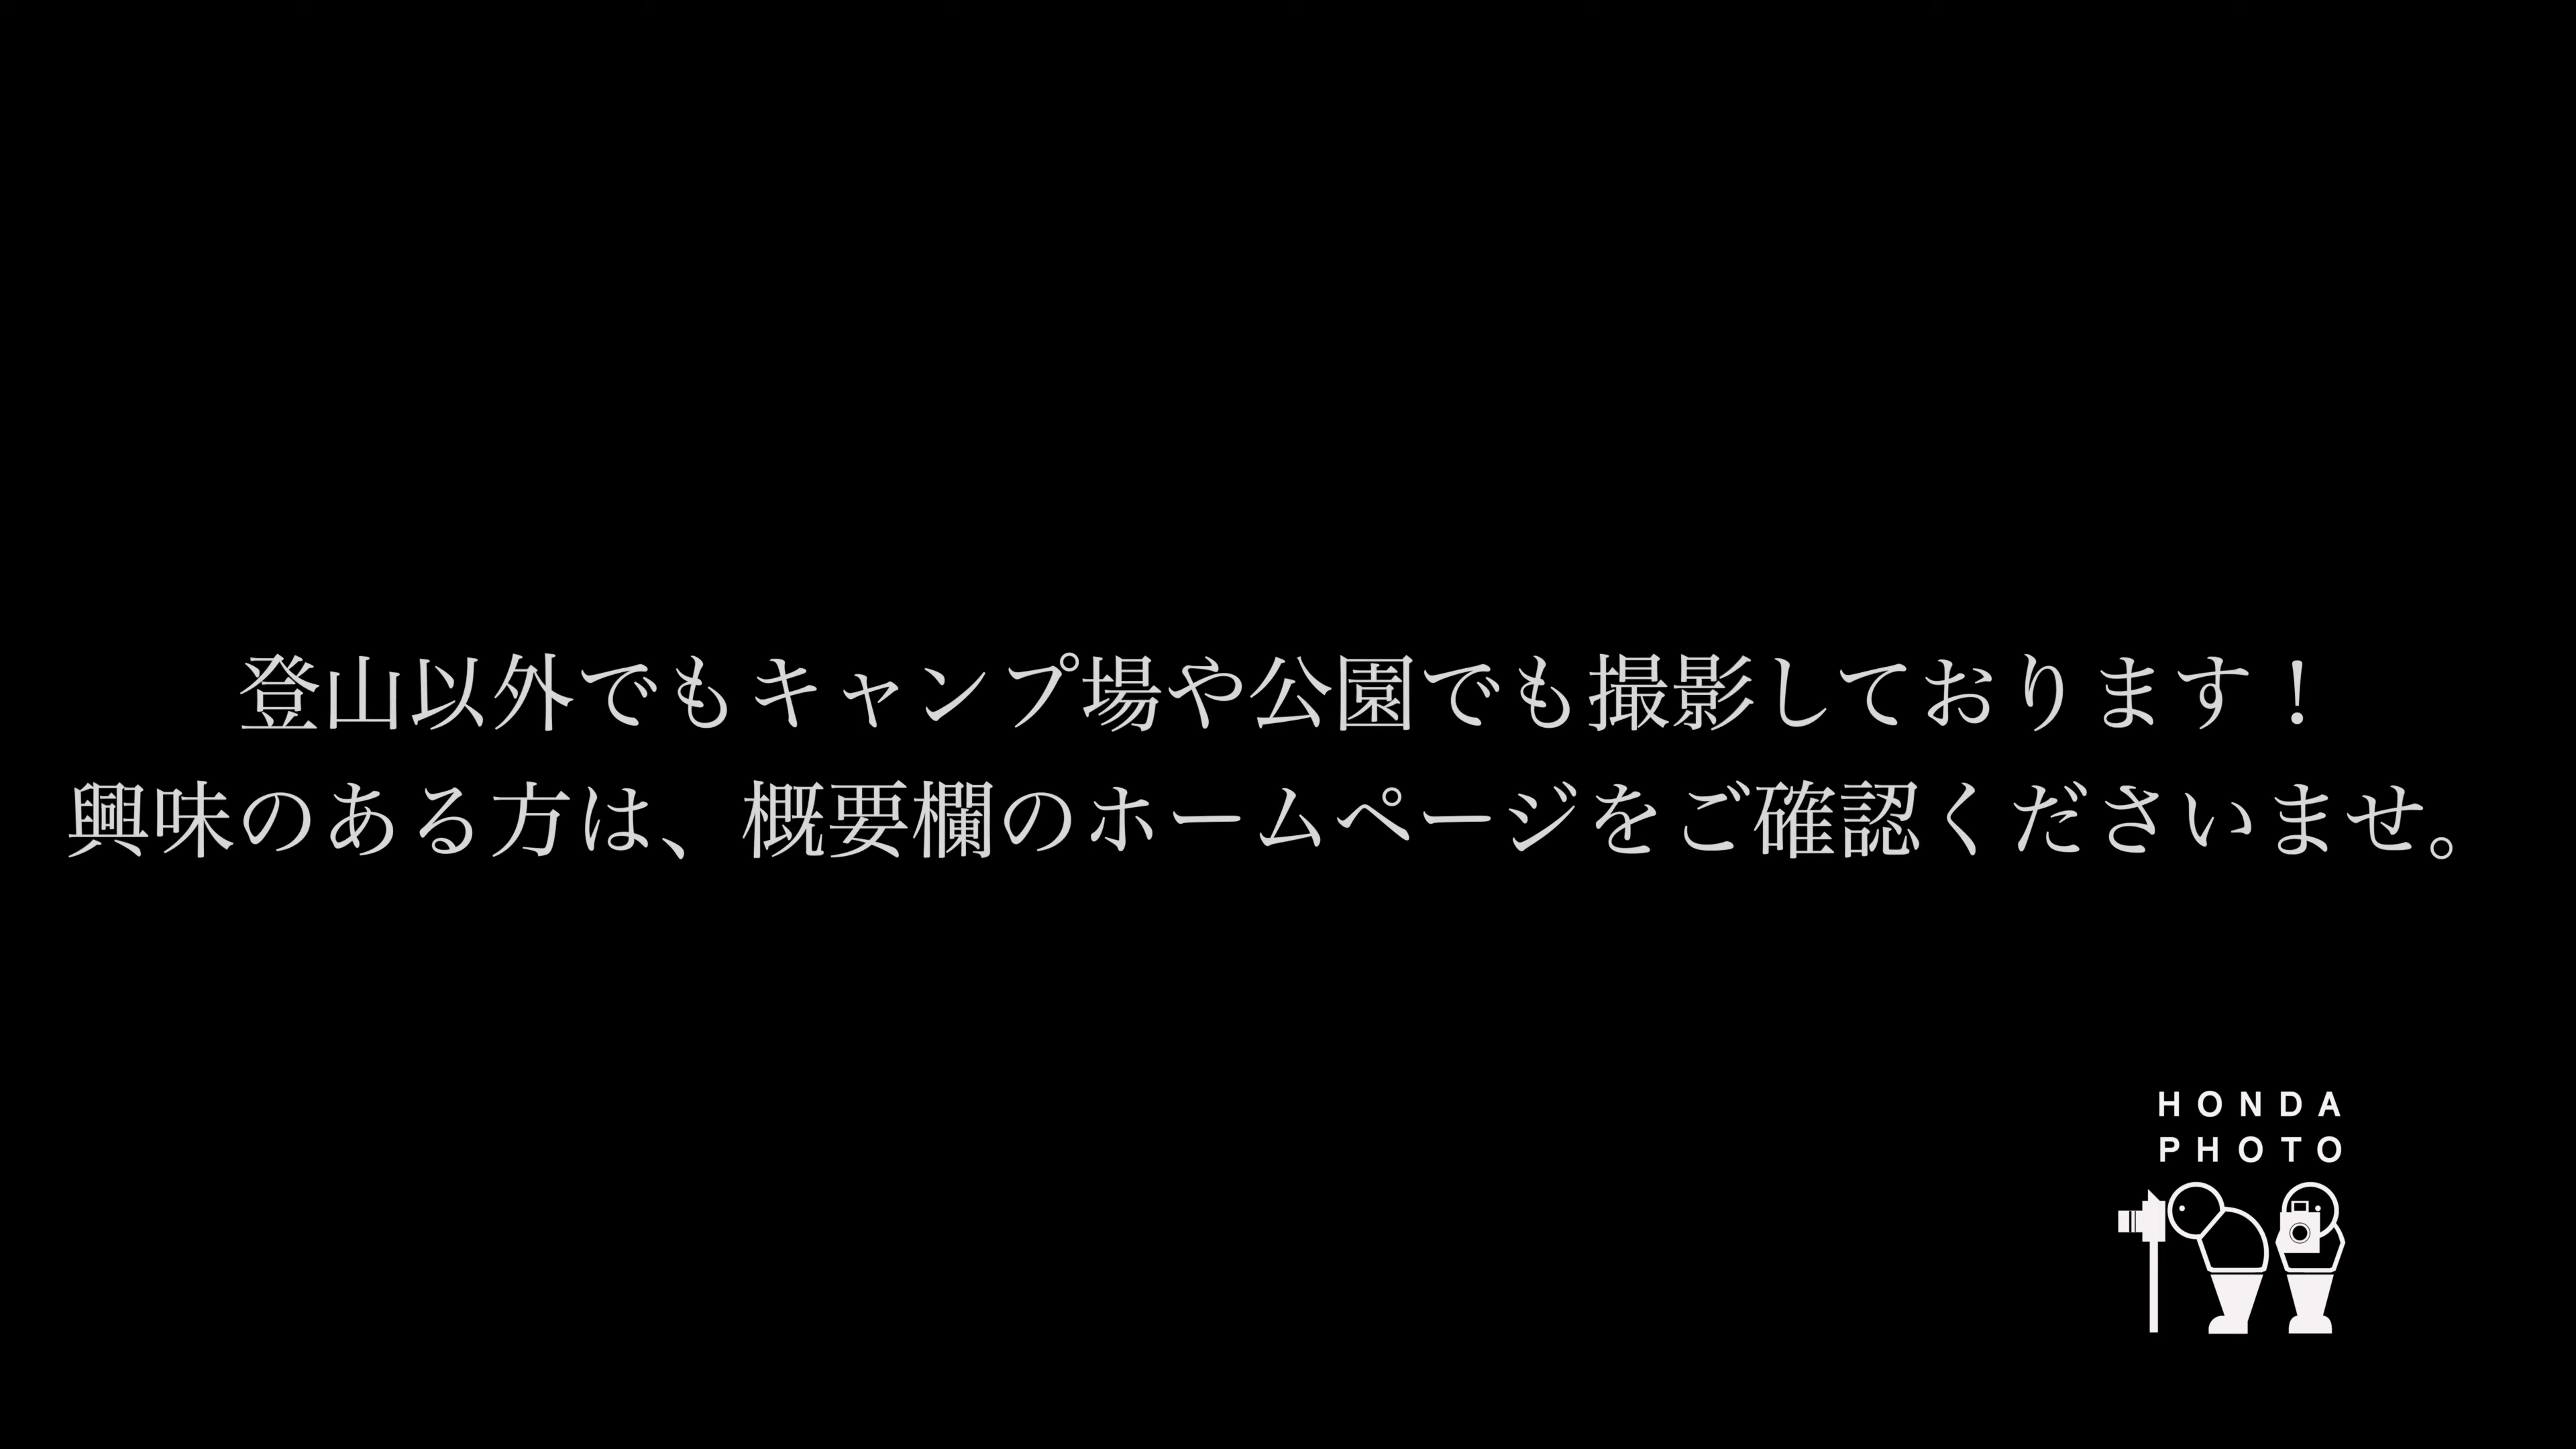 登山以外でもキャンプ場や公園でも撮影しております！
興味のある方は、概要欄のホームページをご確認くださいませ。
HONDA
PHOTO